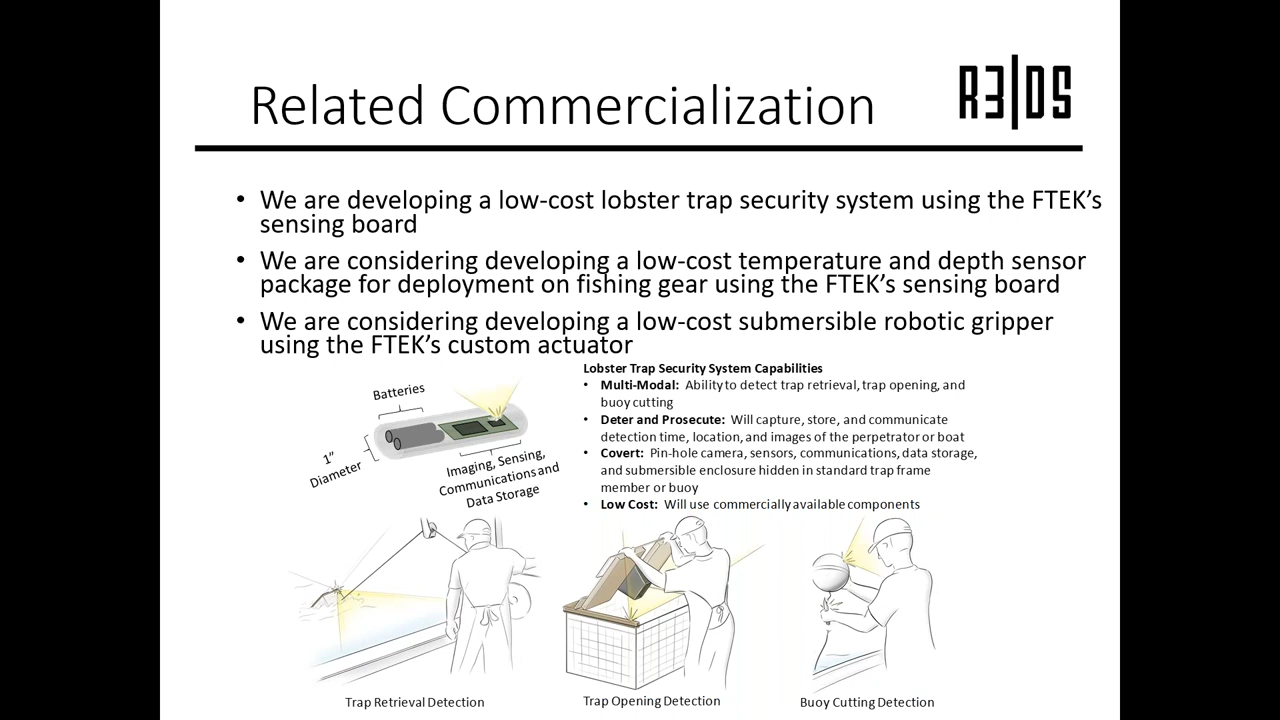 Related Commercialization
R3|DS
• We are developing a low-cost lobster trap security system using the FTEK’s
sensing board
• We are considering developing a low-cost temperature and depth sensor
package for deployment on fishing gear using the FTEK’s sensing board
• We are considering developing a low-cost submersible robotic gripper
using the FTEK’s custom actuator
Batteries
1”
Diameter
Imaging, Sensing,
Communications and
Data Storage
Lobster Trap Security System Capabilities
• Multi-Modal: Ability to detect trap retrieval, trap opening, and
buoy cutting
• Deter and Prosecute: Will capture, store, and communicate
detection time, location, and images of the perpetrator or boat
• Covert: Pin-hole camera, sensors, communications, data storage,
and submersible enclosure hidden in standard trap frame
member or buoy
• Low Cost: Will use commercially available components
Trap Retrieval Detection
Trap Opening Detection
Buoy Cutting Detection